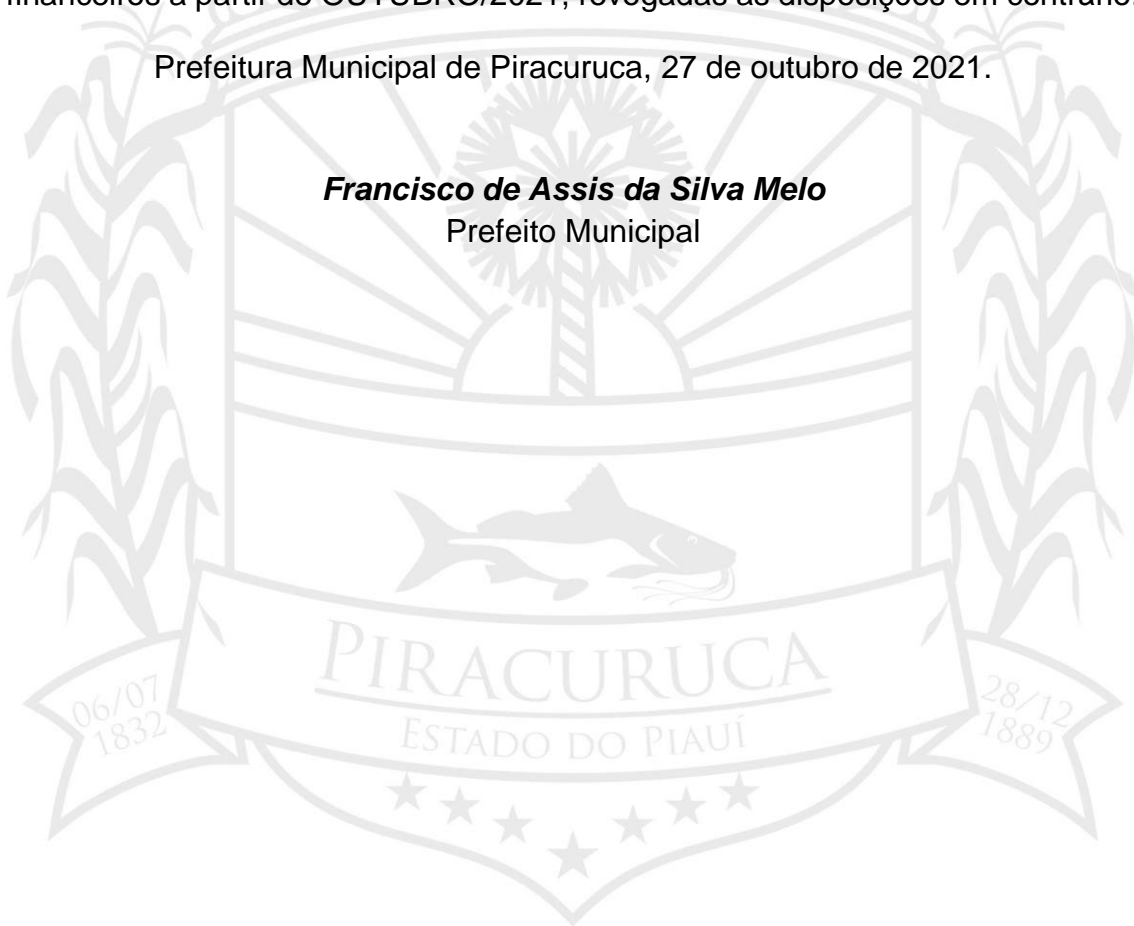 financeiros a partir de OUTUBRO/2021, revogadas as disposições em contrário.
Prefeitura Municipal de Piracuruca, 27 de outubro de 2021.
Francisco de Assis da Silva Melo
Prefeito Municipal
PIRACURUCA
ESTADO DO PIAUÍ
06/07
1832
28/12
1889